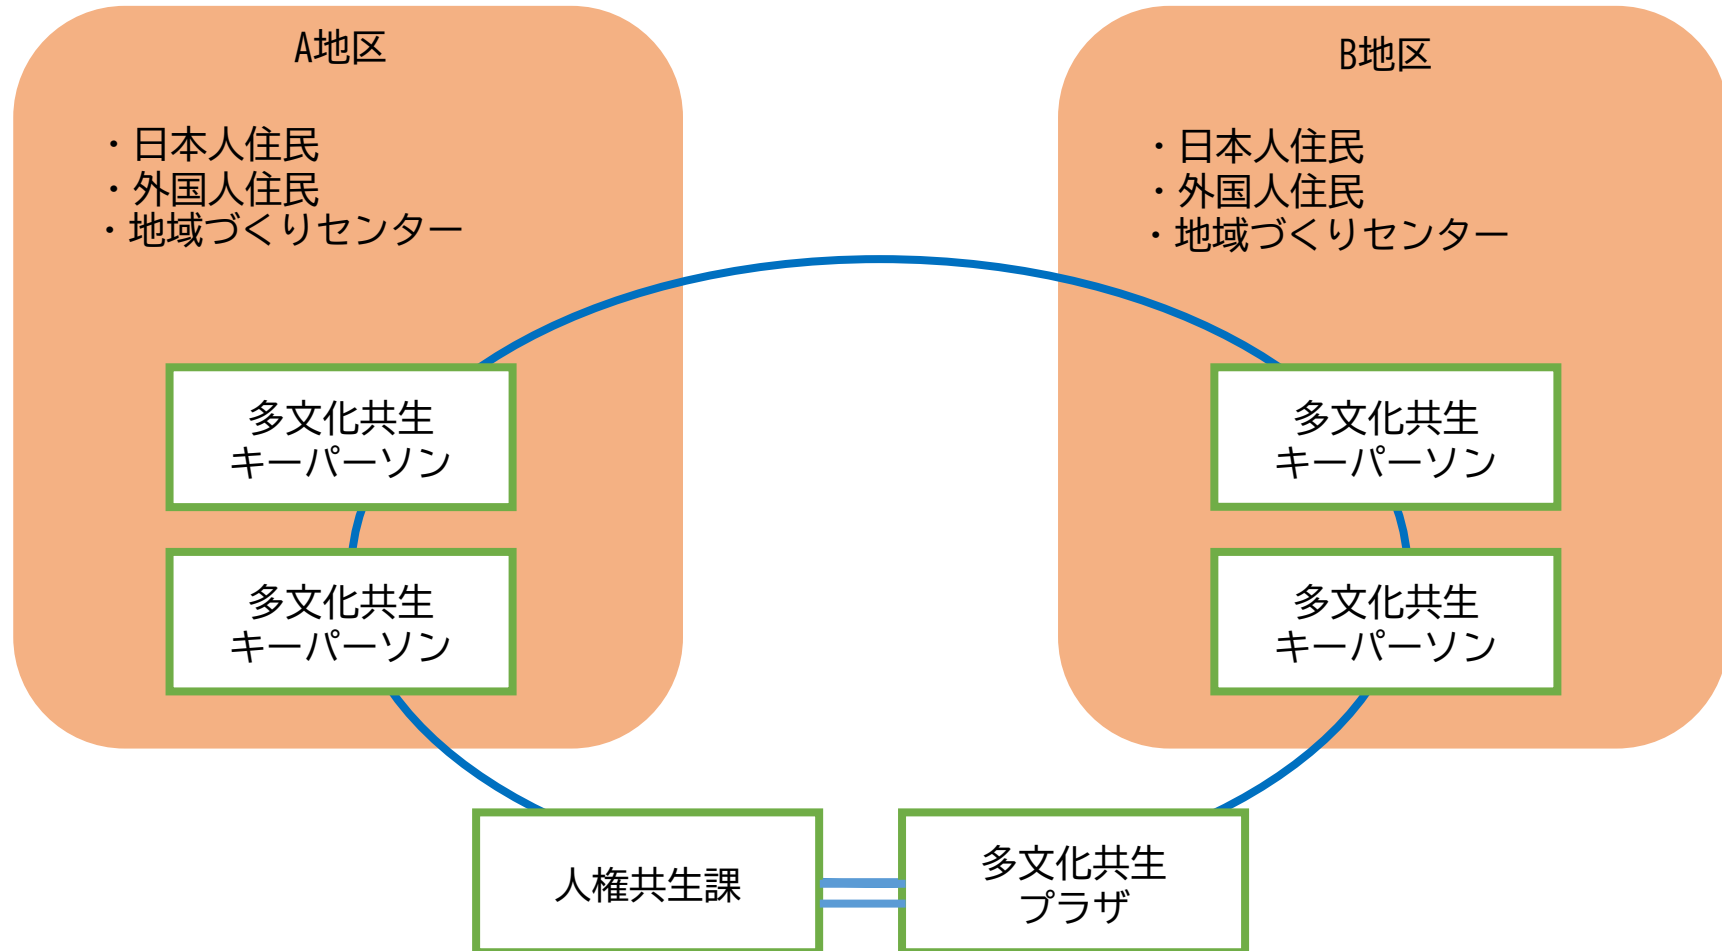 A地区
・日本人住民
・外国人住民
・地域づくりセンター
多文化共生
キーパーソン
多文化共生
キーパーソン
B地区
・日本人住民
・外国人住民
・地域づくりセンター
多文化共生
キーパーソン
多文化共生
キーパーソン
人権共生課
多文化共生
プラザ